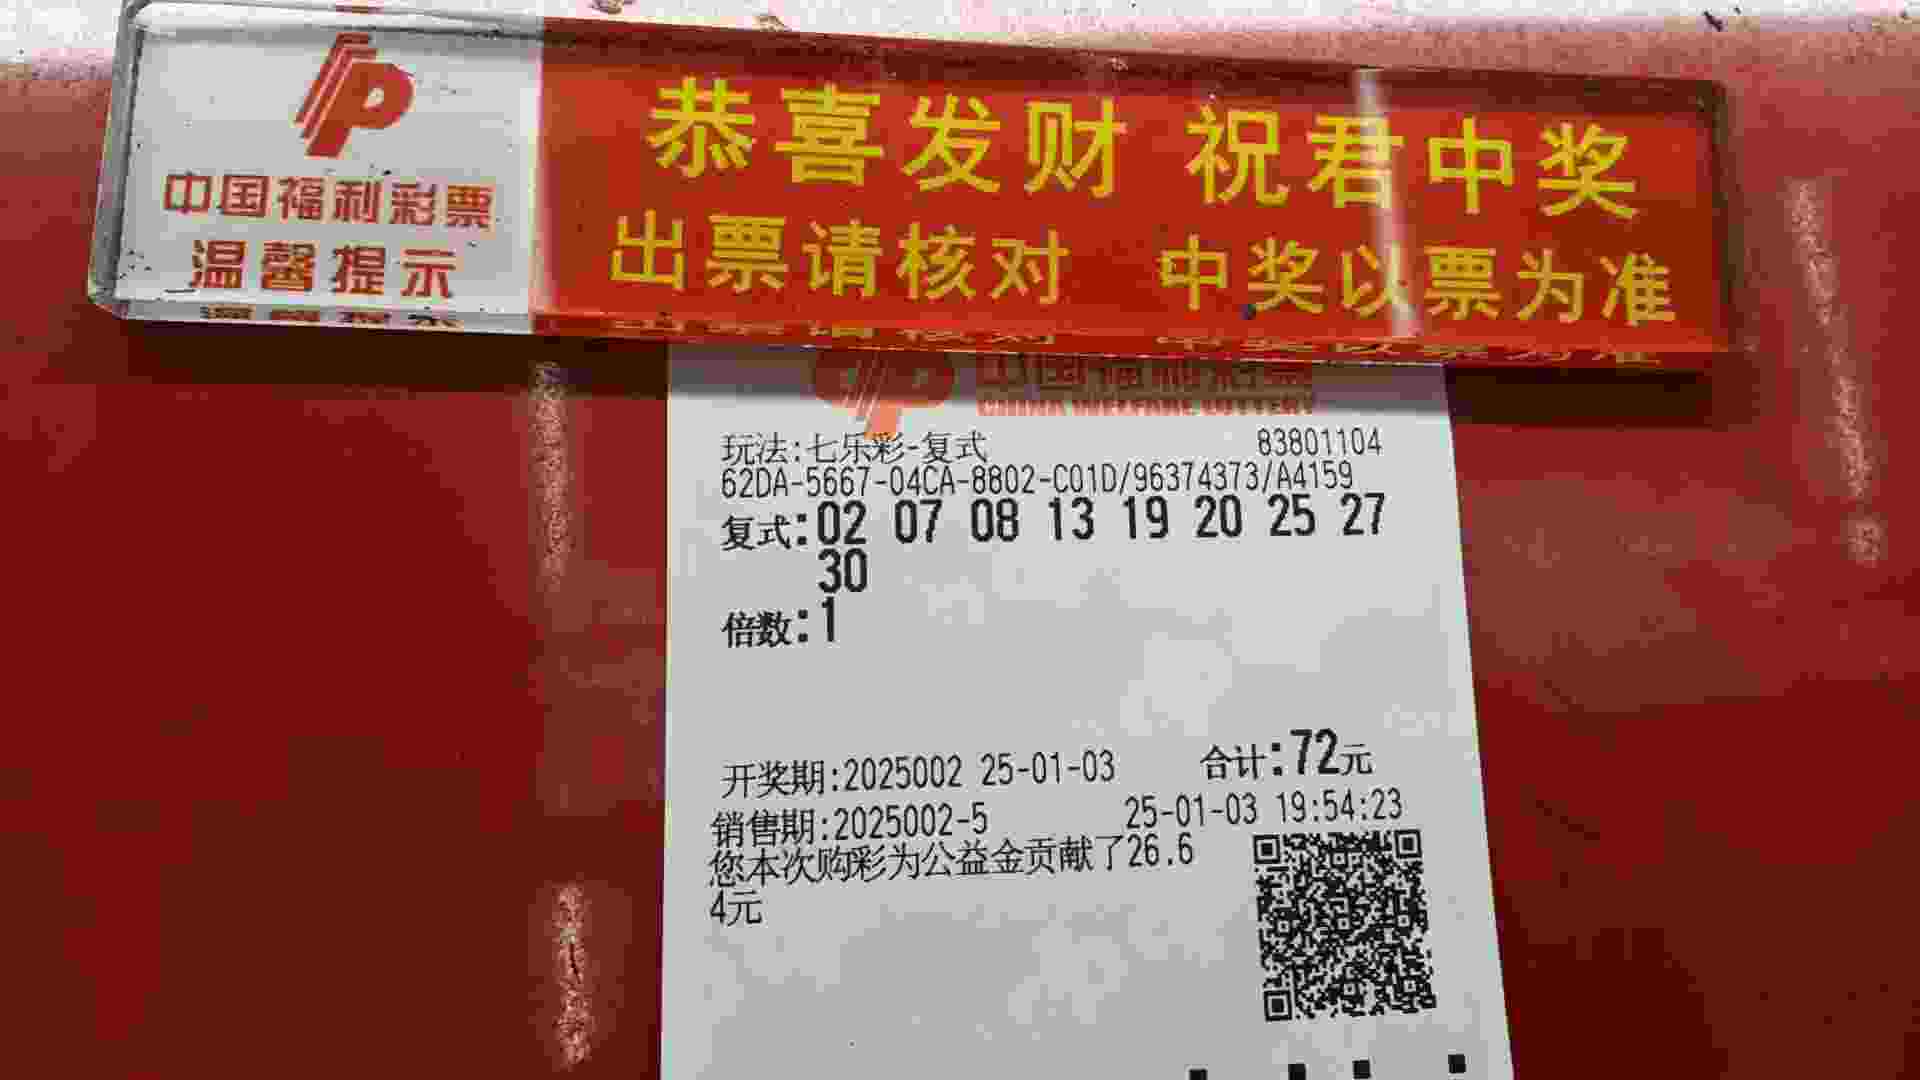 恭喜发财 祝君中奖
中国福利彩票
温馨提示
出票请核对 中奖以票为准
中国福利彩票
CHINA WELFARE LOTTERY
玩法:七乐彩-复式 83801104
62DA-5667-04CA-8802-C01D/96374373/A4159
复式:02 07 08 13 19 20 25 27
30
倍数:1
开奖期:2025002 25-01-03 合计:72元
销售期:2025002-5 25-01-03 19:54:23
您本次购彩为公益金贡献了26.6
4元